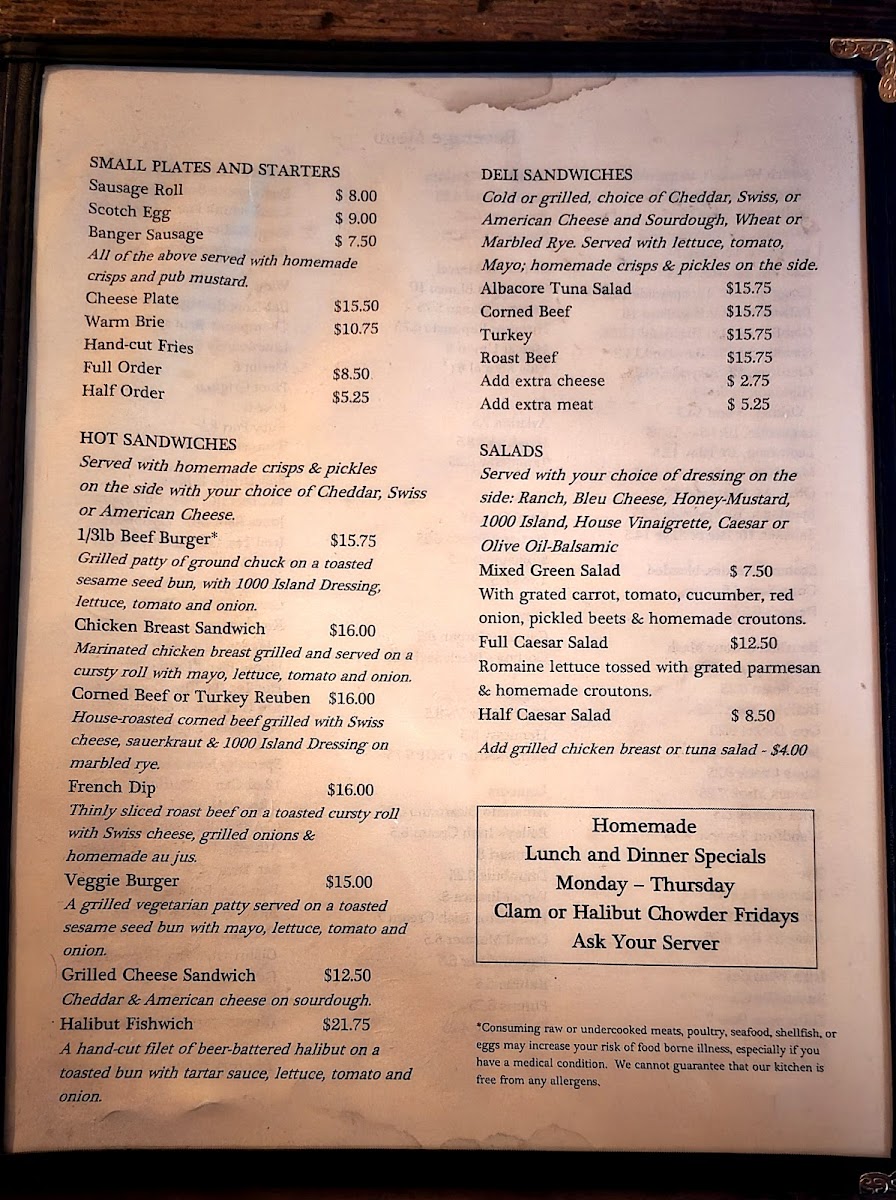 SMALL PLATES AND STARTERS
Sausage Roll $ 8.00
Scotch Egg $ 9.00
Banger Sausage $ 7.50
All of the above served with homemade
crisps and pub mustard.
Cheese Plate $15.50
Warm Brie $10.75
Hand-cut Fries
Full Order $8.50
Half Order $5.25
HOT SANDWICHES
Served with homemade crisps & pickles
on the side with your choice of Cheddar, Swiss
or American Cheese.
1/3lb Beef Burger* $15.75
Grilled patty of ground chuck on a toasted
sesame seed bun, with 1000 Island Dressing,
lettuce, tomato and onion.
Chicken Breast Sandwich $16.00
Marinated chicken breast grilled and served on a
cursty roll with mayo, lettuce, tomato and onion.
Corned Beef or Turkey Reuben $16.00
House-roasted corned beef grilled with Swiss
cheese, sauerkraut & 1000 Island Dressing on
marbled rye.
French Dip $16.00
Thinly sliced roast beef on a toasted cursty roll
with Swiss cheese, grilled onions &
homemade au jus.
Veggie Burger $15.00
A grilled vegetarian patty served on a toasted
sesame seed bun with mayo, lettuce, tomato and
onion.
Grilled Cheese Sandwich $12.50
Cheddar & American cheese on sourdough.
Halibut Fishwich $21.75
A hand-cut filet of beer-battered halibut on a
toasted bun with tartar sauce, lettuce, tomato and
onion.
DELI SANDWICHES
Cold or grilled, choice of Cheddar, Swiss, or
American Cheese and Sourdough, Wheat or
Marbled Rye. Served with lettuce, tomato,
Mayo; homemade crisps & pickles on the side.
Albacore Tuna Salad $15.75
Corned Beef $15.75
Turkey $15.75
Roast Beef $15.75
Add extra cheese $ 2.75
Add extra meat $ 5.25
SALADS
Served with your choice of dressing on the
side: Ranch, Bleu Cheese, Honey-Mustard,
1000 Island, House Vinaigrette, Caesar or
Olive Oil-Balsamic
Mixed Green Salad $ 7.50
With grated carrot, tomato, cucumber, red
onion, pickled beets & homemade croutons.
Full Caesar Salad $12.50
Romaine lettuce tossed with grated parmesan
& homemade croutons.
Half Caesar Salad $ 8.50
Add grilled chicken breast or tuna salad - $4.00
Homemade
Lunch and Dinner Specials
Monday – Thursday
Clam or Halibut Chowder Fridays
Ask Your Server
*Consuming raw or undercooked meats, poultry, seafood, shellfish, or
eggs may increase your risk of food borne illness, especially if you
have a medical condition. We cannot guarantee that our kitchen is
free from any allergens.